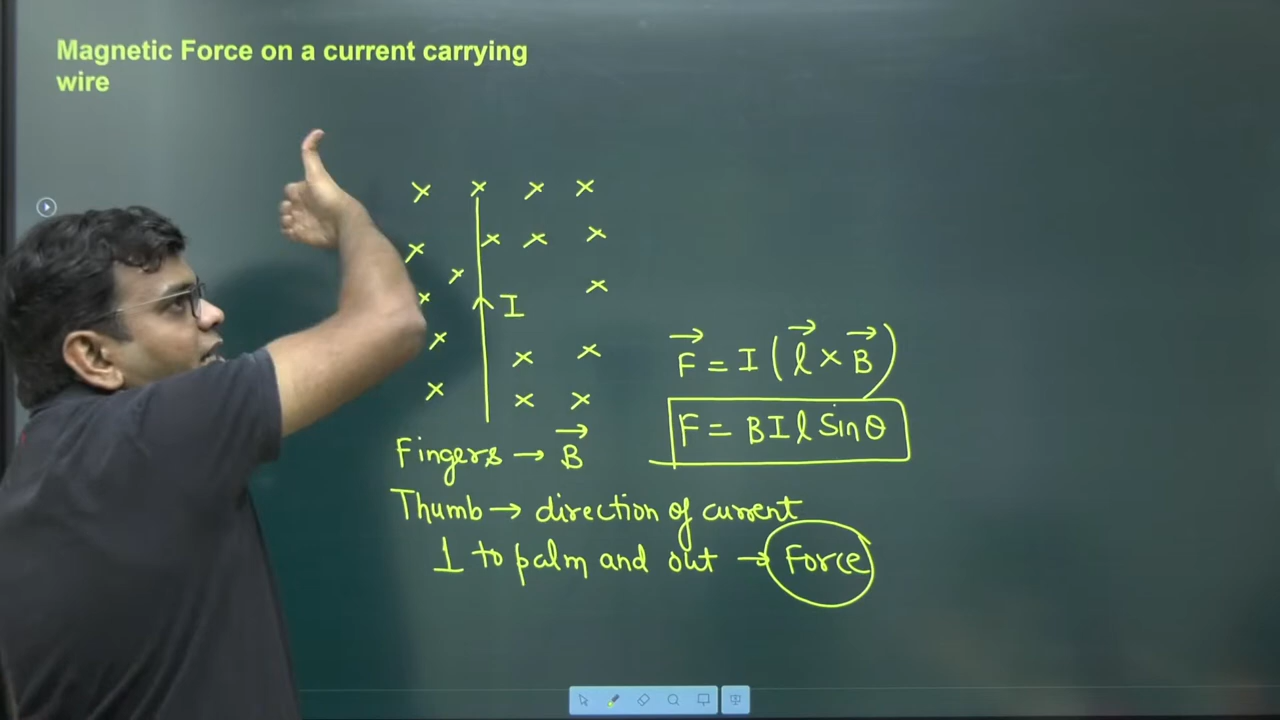 Magnetic Force on a current carrying
wire
× × × ×
× × × ×
× ×
× I
× × ×
× × ×
F⃗ = I ( l⃗ × B⃗ )
F = BIl Sinθ
Fingers → B⃗
Thumb → direction of current
⊥ to palm and out → Force